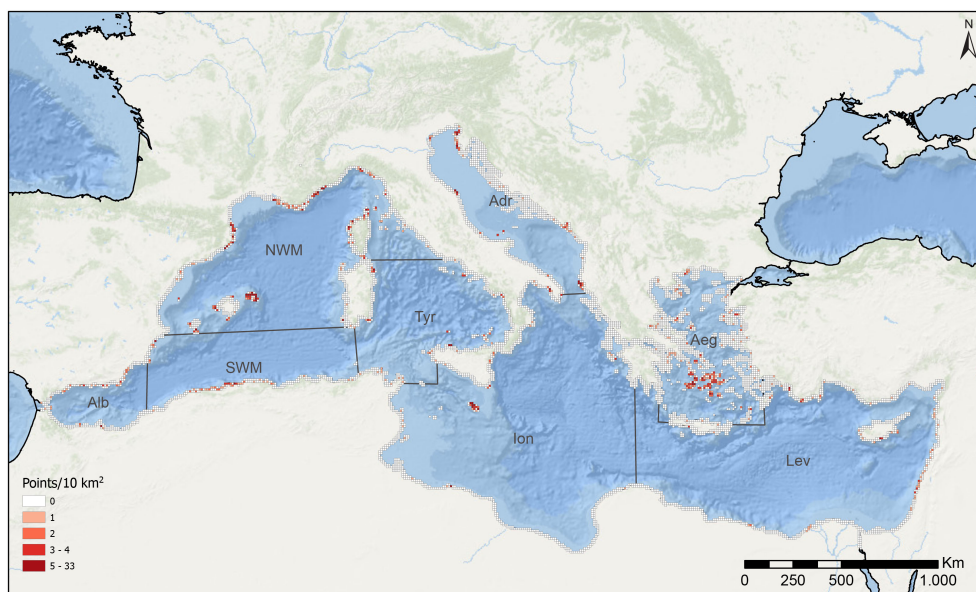 N
Adr
NWM
Tyr
Aeg
SWM
Alb
Ion
Lev
Points/10 km²
0
1
2
3 - 4
5 - 33
Km
0 250 500 1.000